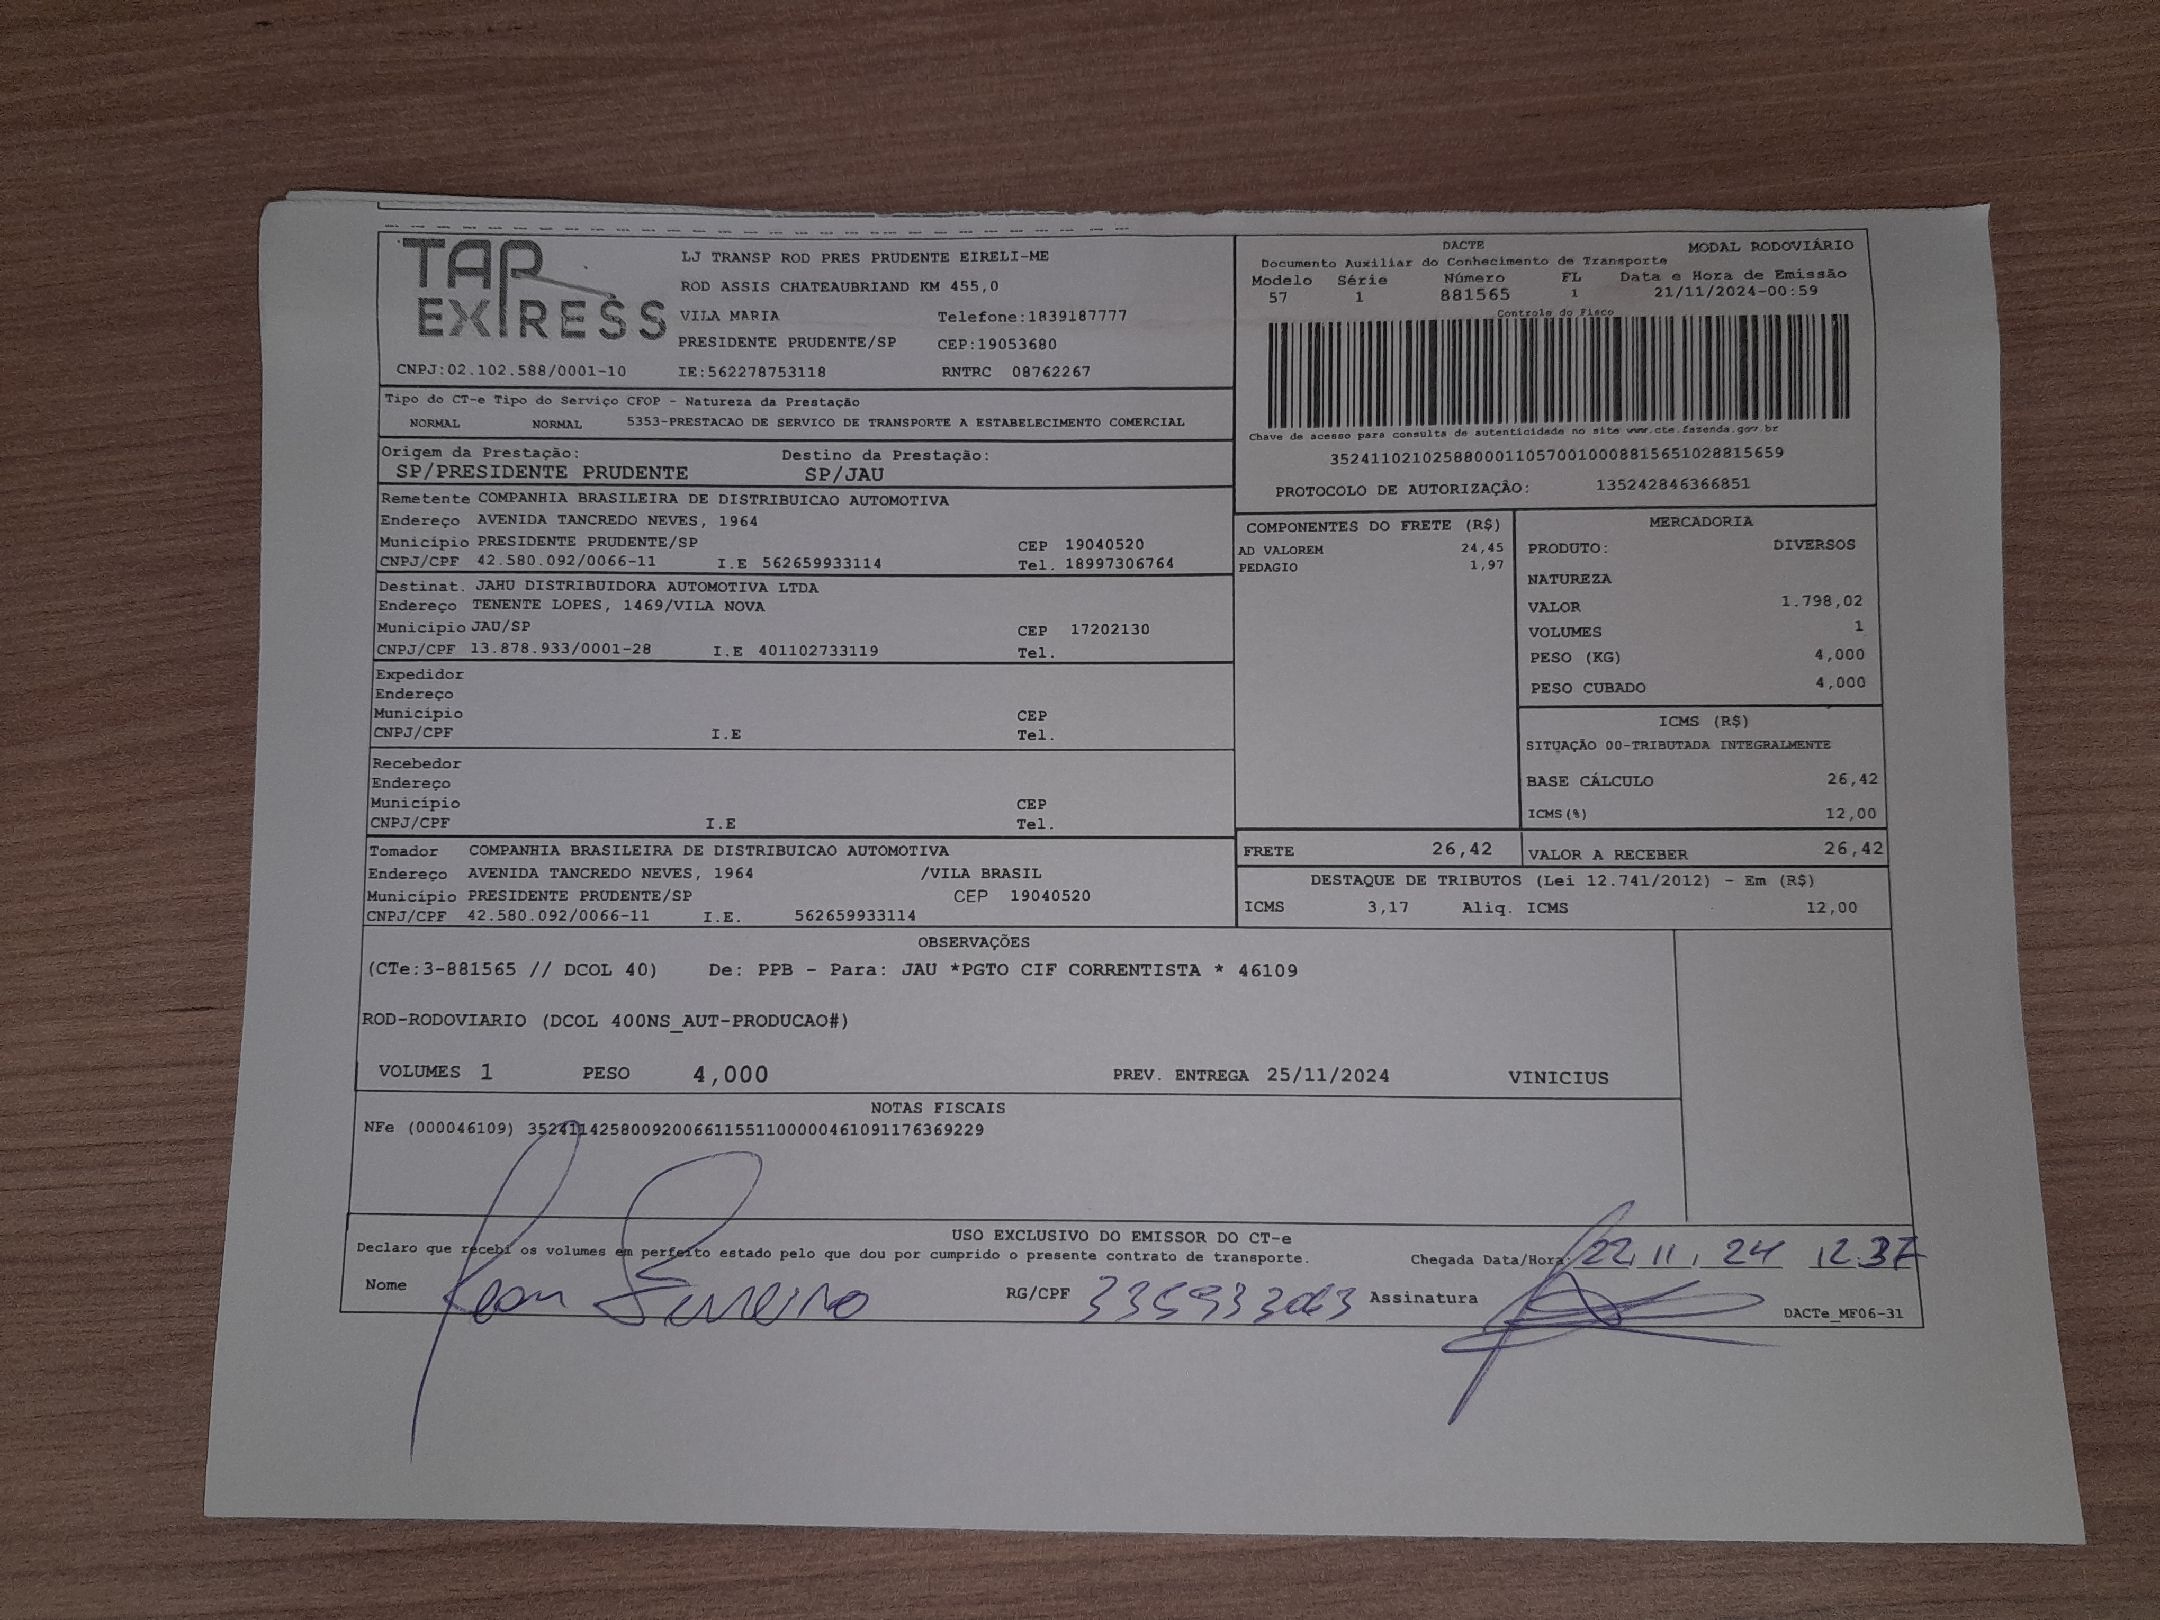 TAP EXPRESS
LJ TRANSP ROD PRES PRUDENTE EIRELI-ME
ROD ASSIS CHATEAUBRIAND KM 455,0
VILA MARIA Telefone:1839187777
PRESIDENTE PRUDENTE/SP CEP:19053680
CNPJ:02.102.588/0001-10 IE:562278753118 RNTRC 08762267
DACTE MODAL RODOVIÁRIO
Documento Auxiliar do Conhecimento de Transporte
Modelo Série Número FL Data e Hora de Emissão
57 1 881565 1 21/11/2024-00:59
Controle do Fisco
Chave de acesso para consulta de autenticidade no site www.cte.fazenda.gov.br
35241102102588000110570010008815651028815659
PROTOCOLO DE AUTORIZAÇÃO: 135242846366851
Tipo do CT-e Tipo do Serviço CFOP - Natureza da Prestação
NORMAL NORMAL 5353-PRESTACAO DE SERVICO DE TRANSPORTE A ESTABELECIMENTO COMERCIAL
Origem da Prestação: Destino da Prestação:
SP/PRESIDENTE PRUDENTE SP/JAU
Remetente COMPANHIA BRASILEIRA DE DISTRIBUICAO AUTOMOTIVA
Endereço AVENIDA TANCREDO NEVES, 1964
Município PRESIDENTE PRUDENTE/SP CEP 19040520
CNPJ/CPF 42.580.092/0066-11 I.E 562659933114 Tel. 18997306764
Destinat. JAHU DISTRIBUIDORA AUTOMOTIVA LTDA
Endereço TENENTE LOPES, 1469/VILA NOVA
Município JAU/SP CEP 17202130
CNPJ/CPF 13.878.933/0001-28 I.E 401102733119 Tel.
Expedidor
Endereço
Município CEP
CNPJ/CPF I.E Tel.
Recebedor
Endereço
Município CEP
CNPJ/CPF I.E Tel.
Tomador COMPANHIA BRASILEIRA DE DISTRIBUICAO AUTOMOTIVA
Endereço AVENIDA TANCREDO NEVES, 1964 /VILA BRASIL
Município PRESIDENTE PRUDENTE/SP CEP 19040520
CNPJ/CPF 42.580.092/0066-11 I.E. 562659933114
COMPONENTES DO FRETE (R$)
AD VALOREM 24,45
PEDAGIO 1,97
MERCADORIA
PRODUTO: DIVERSOS
NATUREZA
VALOR 1.798,02
VOLUMES 1
PESO (KG) 4,000
PESO CUBADO 4,000
ICMS (R$)
SITUAÇÃO 00-TRIBUTADA INTEGRALMENTE
BASE CÁLCULO 26,42
ICMS(%) 12,00
FRETE 26,42 VALOR A RECEBER 26,42
DESTAQUE DE TRIBUTOS (Lei 12.741/2012) - Em (R$)
ICMS 3,17 Aliq. ICMS 12,00
OBSERVAÇÕES
(CTe:3-881565 // DCOL 40) De: PPB - Para: JAU *PGTO CIF CORRENTISTA * 46109
ROD-RODOVIARIO (DCOL 400NS_AUT-PRODUCAO#)
VOLUMES 1 PESO 4,000 PREV. ENTREGA 25/11/2024 VINICIUS
NOTAS FISCAIS
NFe (000046109) 35241142580092006611551100000461091176369229
USO EXCLUSIVO DO EMISSOR DO CT-e
Declaro que recebi os volumes em perfeito estado pelo que dou por cumprido o presente contrato de transporte. Chegada Data/Hora: 22,11,24 12:37
Nome RG/CPF Assinatura
DACTe_MF06-31